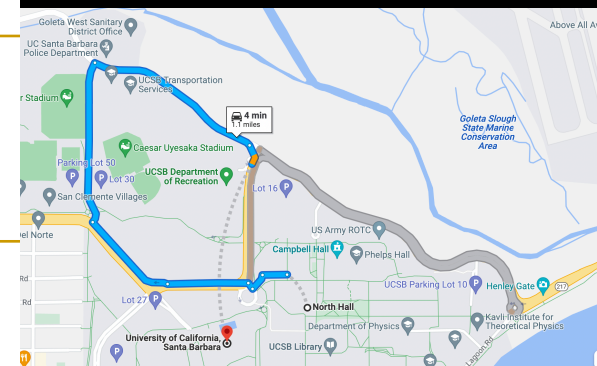 Goleta West Sanitary
District Office
Above All Av
UC Santa Barbara
Police Department
UCSB Transportation
Services
r Stadium
4 min
1.1 miles
Goleta Slough
State Marine
Conservation
Area
Caesar Uyesaka Stadium
Parking Lot 50
Lot 30
UCSB Department
of Recreation
Lot 16
San Clemente Villages
US Army ROTC
Del Norte
Campbell Hall
Phelps Hall
Rd
UCSB Parking Lot 10
Henley Gate
217
Lot 27
North Hall
Rd
Kavli Institute for
Theoretical Physics
Department of Physics
University of California,
Santa Barbara
UCSB Library
Lagoon Rd